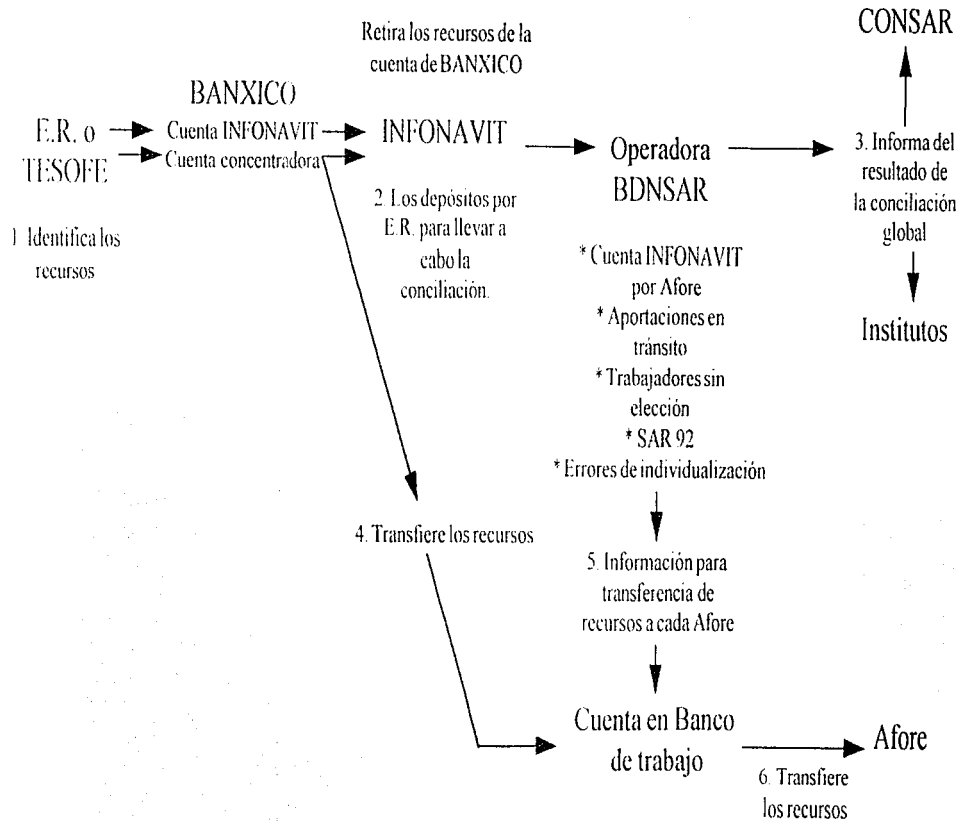 Retira los recursos de la
cuenta de BANXICO
CONSAR
BANXICO
E.R. o
TESOFE
Cuenta INFONAVIT
Cuenta concentradora
INFONAVIT
Operadora
BDNSAR
3. Informa del
resultado de
la conciliación
global
1 Identifica los
recursos
2. Los depósitos por
E.R. para llevar a
cabo la
conciliación.
* Cuenta INFONAVIT
por Afore
* Aportaciones en
tránsito
* Trabajadores sin
elección
* SAR 92
* Errores de individualización
Institutos
4. Transfiere los recursos
5. Información para
transferencia de
recursos a cada Afore
Cuenta en Banco
de trabajo
Afore
6. Transfiere
los recursos